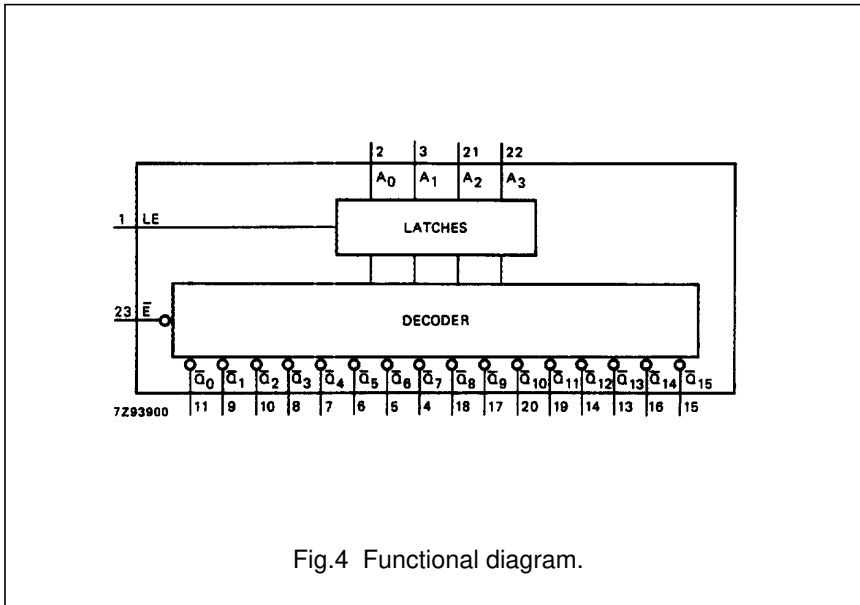 2 3 21 22
A0 A1 A2 A3
1 LE
LATCHES
23 E̅
DECODER
Q̅0 Q̅1 Q̅2 Q̅3 Q̅4 Q̅5 Q̅6 Q̅7 Q̅8 Q̅9 Q̅10 Q̅11 Q̅12 Q̅13 Q̅14 Q̅15
7Z93900 11 9 10 8 7 6 5 4 18 17 20 19 14 13 16 15
Fig.4 Functional diagram.